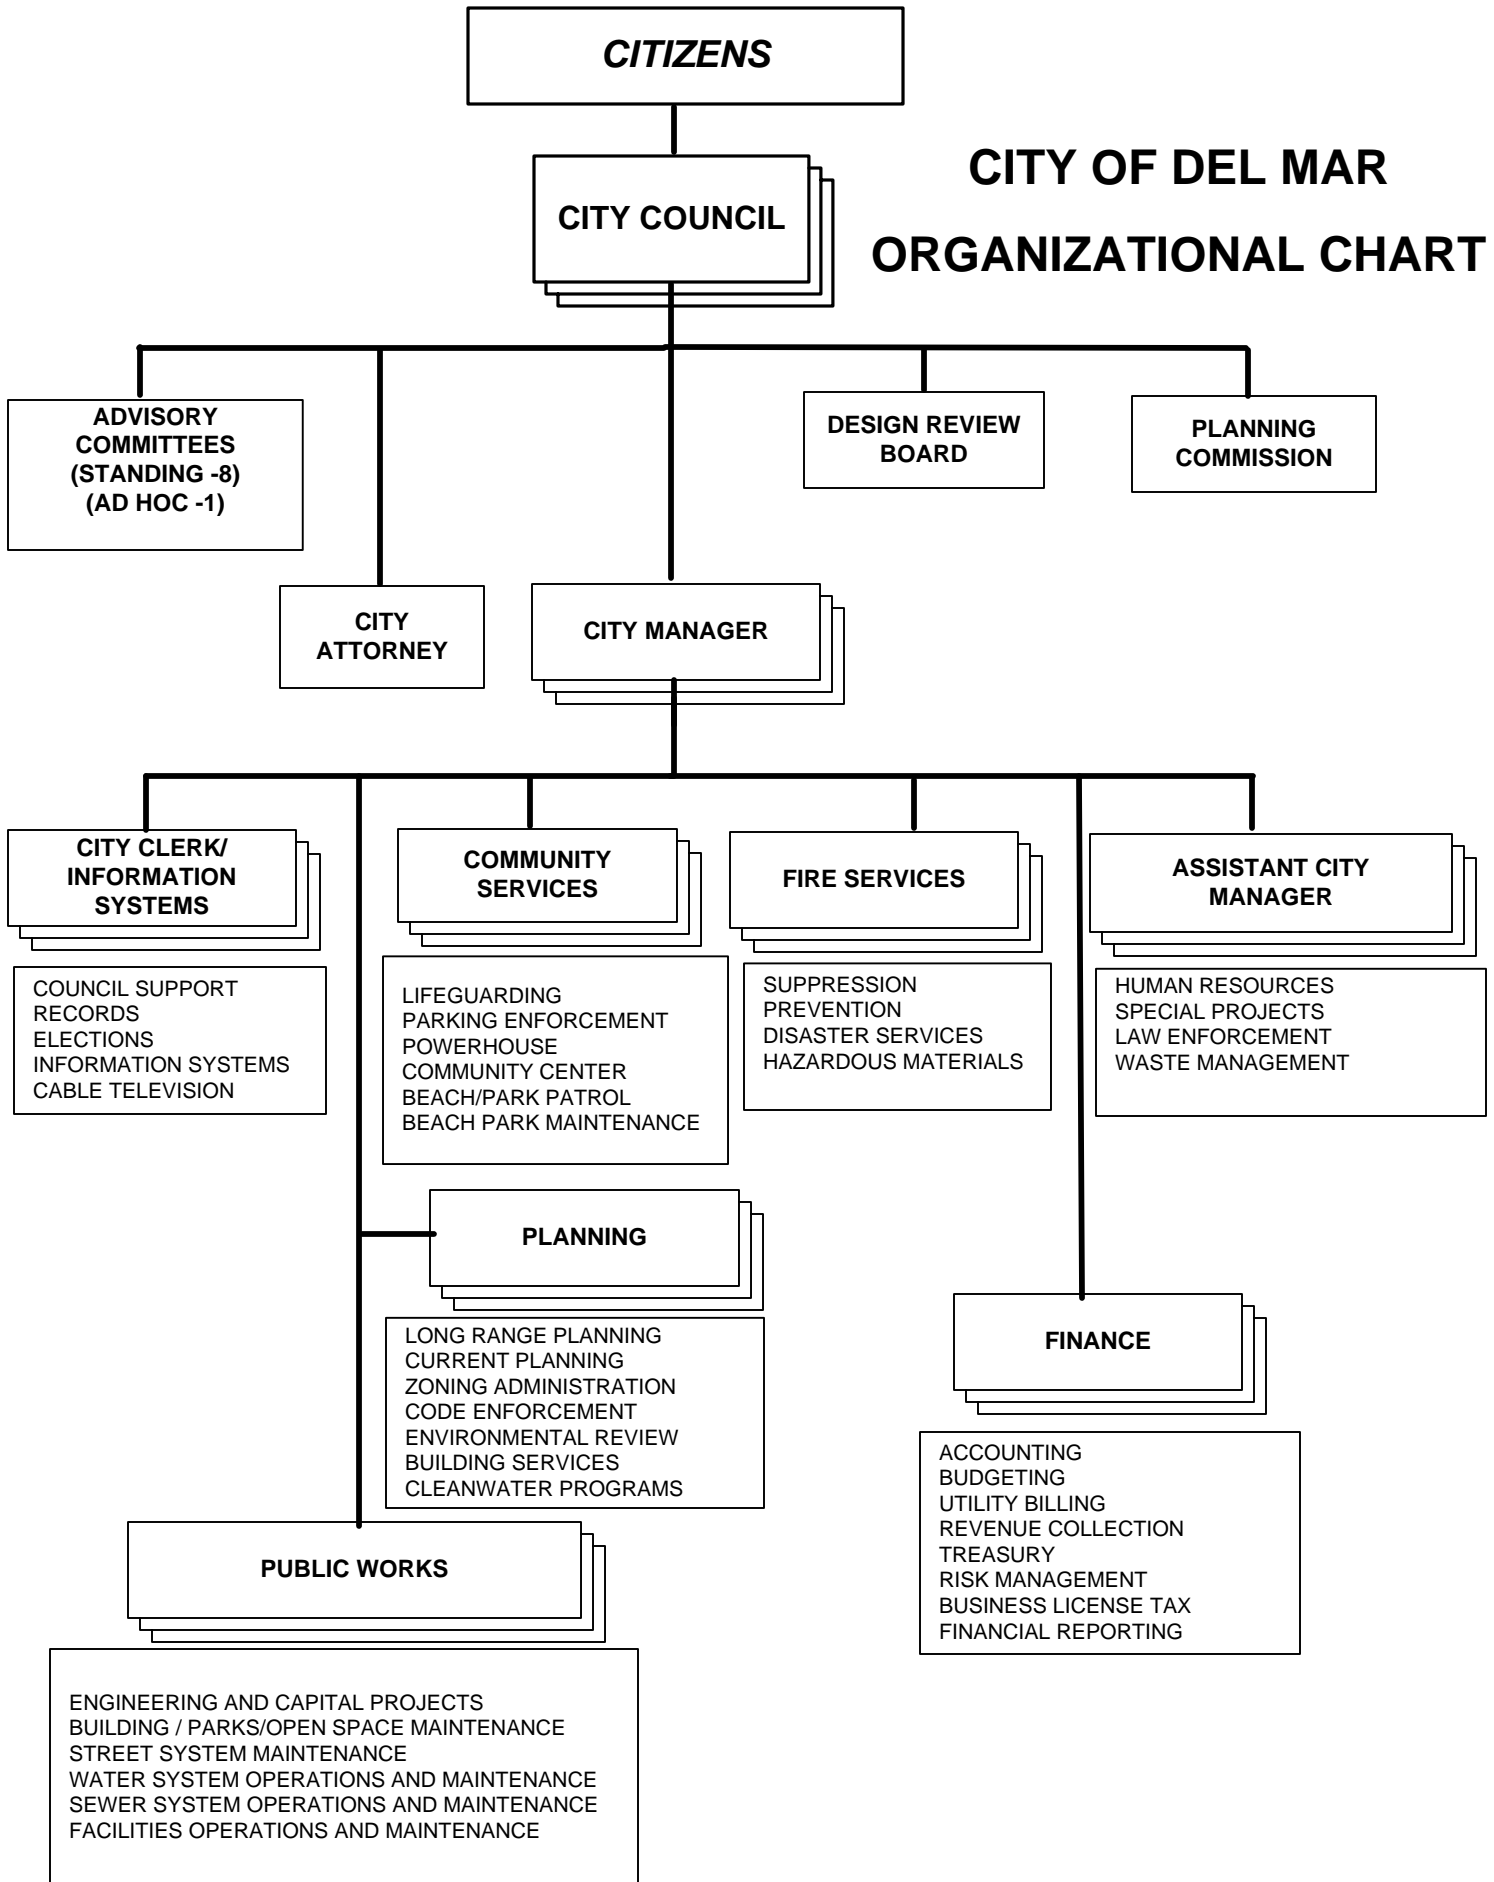 CITIZENS
CITY OF DEL MAR
ORGANIZATIONAL CHART
CITY COUNCIL
ADVISORY
COMMITTEES
(STANDING -8)
(AD HOC -1)
DESIGN REVIEW
BOARD
PLANNING
COMMISSION
CITY
ATTORNEY
CITY MANAGER
CITY CLERK/
INFORMATION
SYSTEMS
COUNCIL SUPPORT
RECORDS
ELECTIONS
INFORMATION SYSTEMS
CABLE TELEVISION
COMMUNITY
SERVICES
LIFEGUARDING
PARKING ENFORCEMENT
POWERHOUSE
COMMUNITY CENTER
BEACH/PARK PATROL
BEACH PARK MAINTENANCE
FIRE SERVICES
SUPPRESSION
PREVENTION
DISASTER SERVICES
HAZARDOUS MATERIALS
ASSISTANT CITY
MANAGER
HUMAN RESOURCES
SPECIAL PROJECTS
LAW ENFORCEMENT
WASTE MANAGEMENT
PLANNING
LONG RANGE PLANNING
CURRENT PLANNING
ZONING ADMINISTRATION
CODE ENFORCEMENT
ENVIRONMENTAL REVIEW
BUILDING SERVICES
CLEANWATER PROGRAMS
FINANCE
ACCOUNTING
BUDGETING
UTILITY BILLING
REVENUE COLLECTION
TREASURY
RISK MANAGEMENT
BUSINESS LICENSE TAX
FINANCIAL REPORTING
PUBLIC WORKS
ENGINEERING AND CAPITAL PROJECTS
BUILDING / PARKS/OPEN SPACE MAINTENANCE
STREET SYSTEM MAINTENANCE
WATER SYSTEM OPERATIONS AND MAINTENANCE
SEWER SYSTEM OPERATIONS AND MAINTENANCE
FACILITIES OPERATIONS AND MAINTENANCE